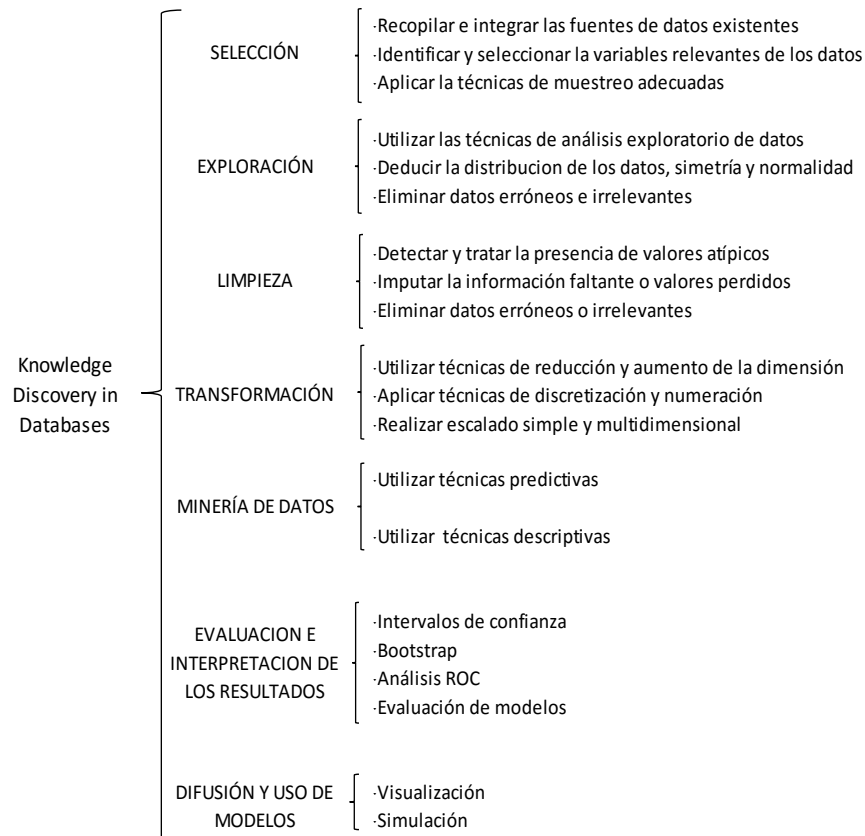 Knowledge
Discovery in
Databases
SELECCIÓN
·Recopilar e integrar las fuentes de datos existentes
·Identificar y seleccionar la variables relevantes de los datos
·Aplicar la técnicas de muestreo adecuadas
EXPLORACIÓN
·Utilizar las técnicas de análisis exploratorio de datos
·Deducir la distribucion de los datos, simetría y normalidad
·Eliminar datos erróneos e irrelevantes
LIMPIEZA
·Detectar y tratar la presencia de valores atípicos
·Imputar la información faltante o valores perdidos
·Eliminar datos erróneos o irrelevantes
TRANSFORMACIÓN
·Utilizar técnicas de reducción y aumento de la dimensión
·Aplicar técnicas de discretización y numeración
·Realizar escalado simple y multidimensional
MINERÍA DE DATOS
·Utilizar técnicas predictivas
·Utilizar técnicas descriptivas
EVALUACION E
INTERPRETACION DE
LOS RESULTADOS
·Intervalos de confianza
·Bootstrap
·Análisis ROC
·Evaluación de modelos
DIFUSIÓN Y USO DE
MODELOS
·Visualización
·Simulación